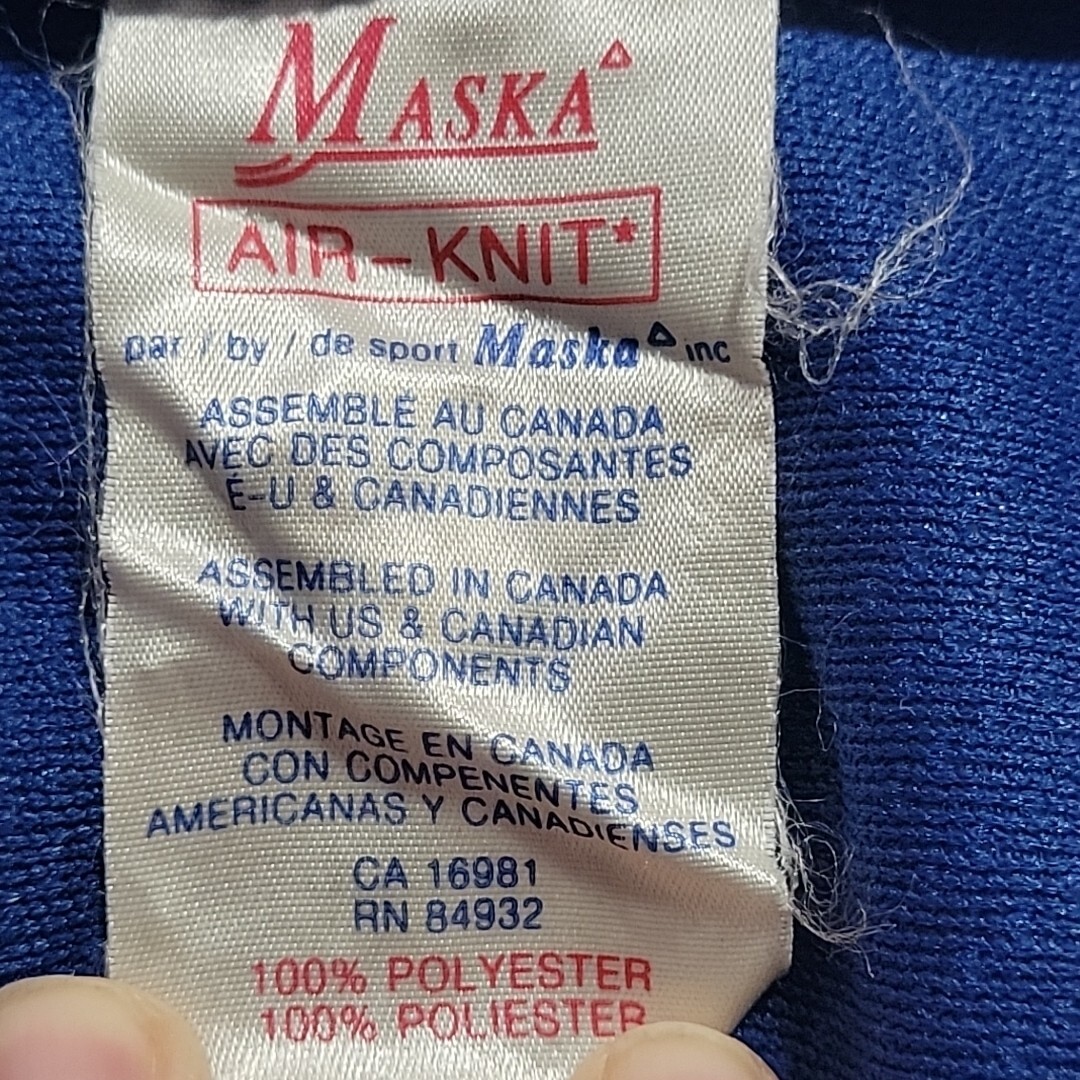 MASKA
AIR-KNIT*
par / by / de sport Maska inc
ASSEMBLÉ AU CANADA
AVEC DES COMPOSANTES
É-U & CANADIENNES
ASSEMBLED IN CANADA
WITH US & CANADIAN
COMPONENTS
MONTAGE EN CANADA
CON COMPENENTES
AMERICANAS Y CANADIENSES
CA 16981
RN 84932
100% POLYESTER
100% POLIESTER